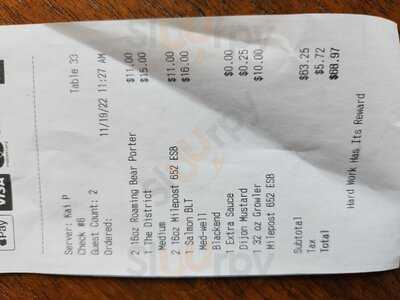 Server: Kai P
Table 33
Check #6
Guest Count: 2
Ordered:
11/19/22 11:27 AM
2 16oz Roaming Bear Porter $11.00
1 The District $15.00
Medium
2 16oz Milepost 652 ESB $11.00
1 Salmon BLT $16.00
Med-well
Blackend
1 Extra Sauce $0.00
Dijon Mustard $0.25
1 32 oz Growler $10.00
Milepost 652 ESB
Subtotal $63.25
Tax $5.72
Total $68.97
Hard Work Has Its Reward
VISA
Pay